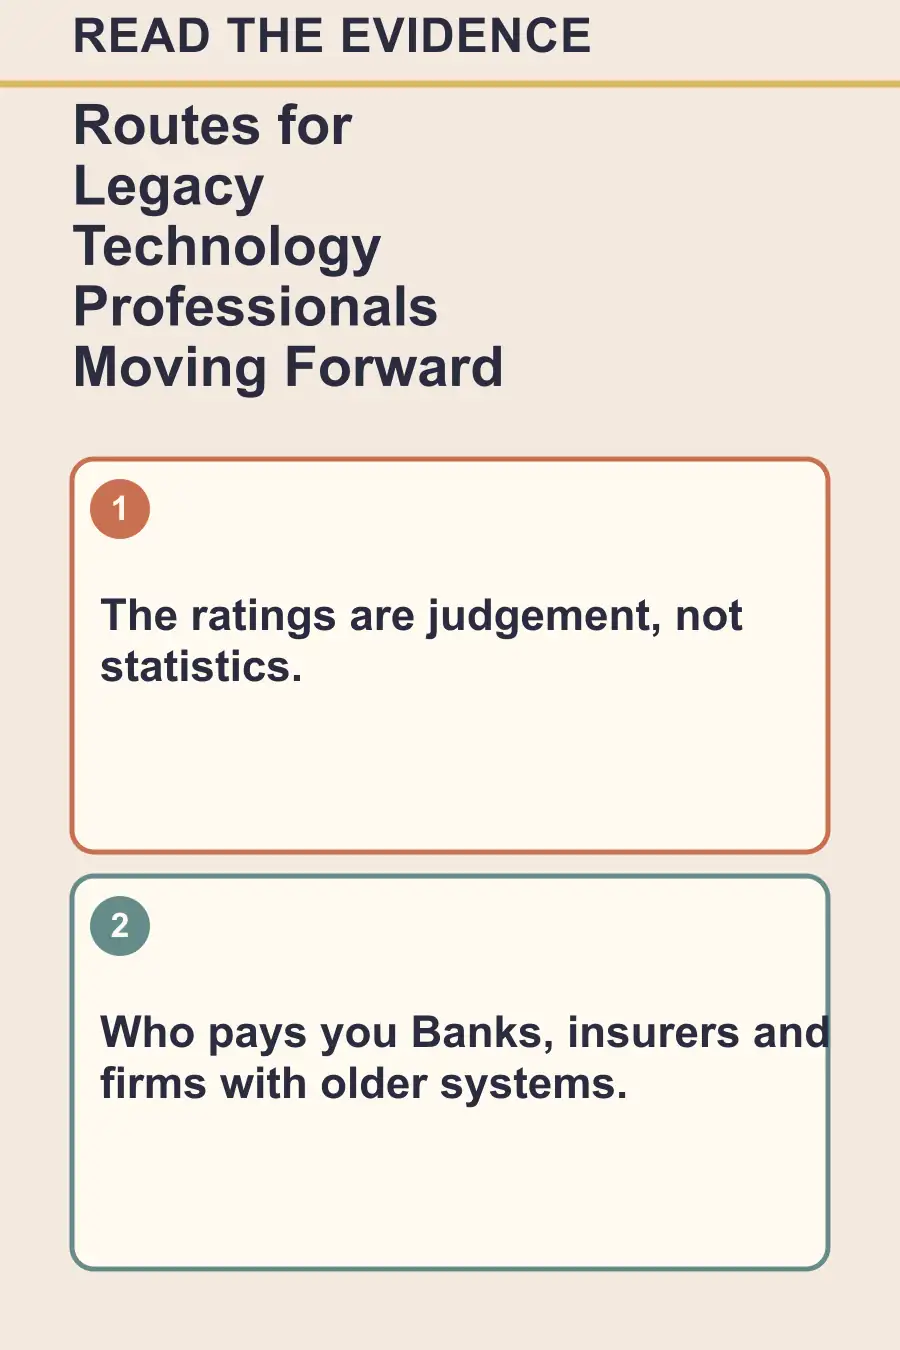 READ THE EVIDENCE
Routes for
Legacy
Technology
Professionals
Moving Forward
1
The ratings are judgement, not
statistics.
2
Who pays you Banks, insurers and
firms with older systems.